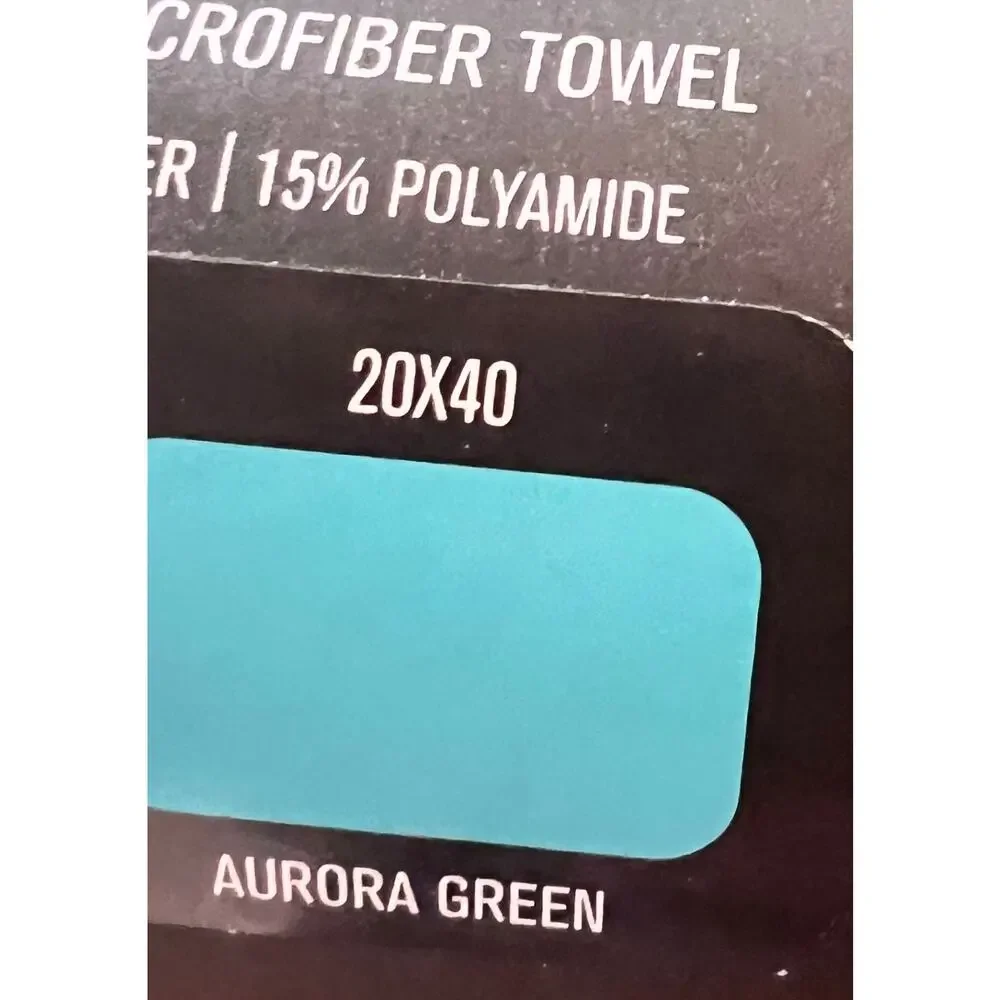 CROFIBER TOWEL
ER | 15% POLYAMIDE
20X40
AURORA GREEN